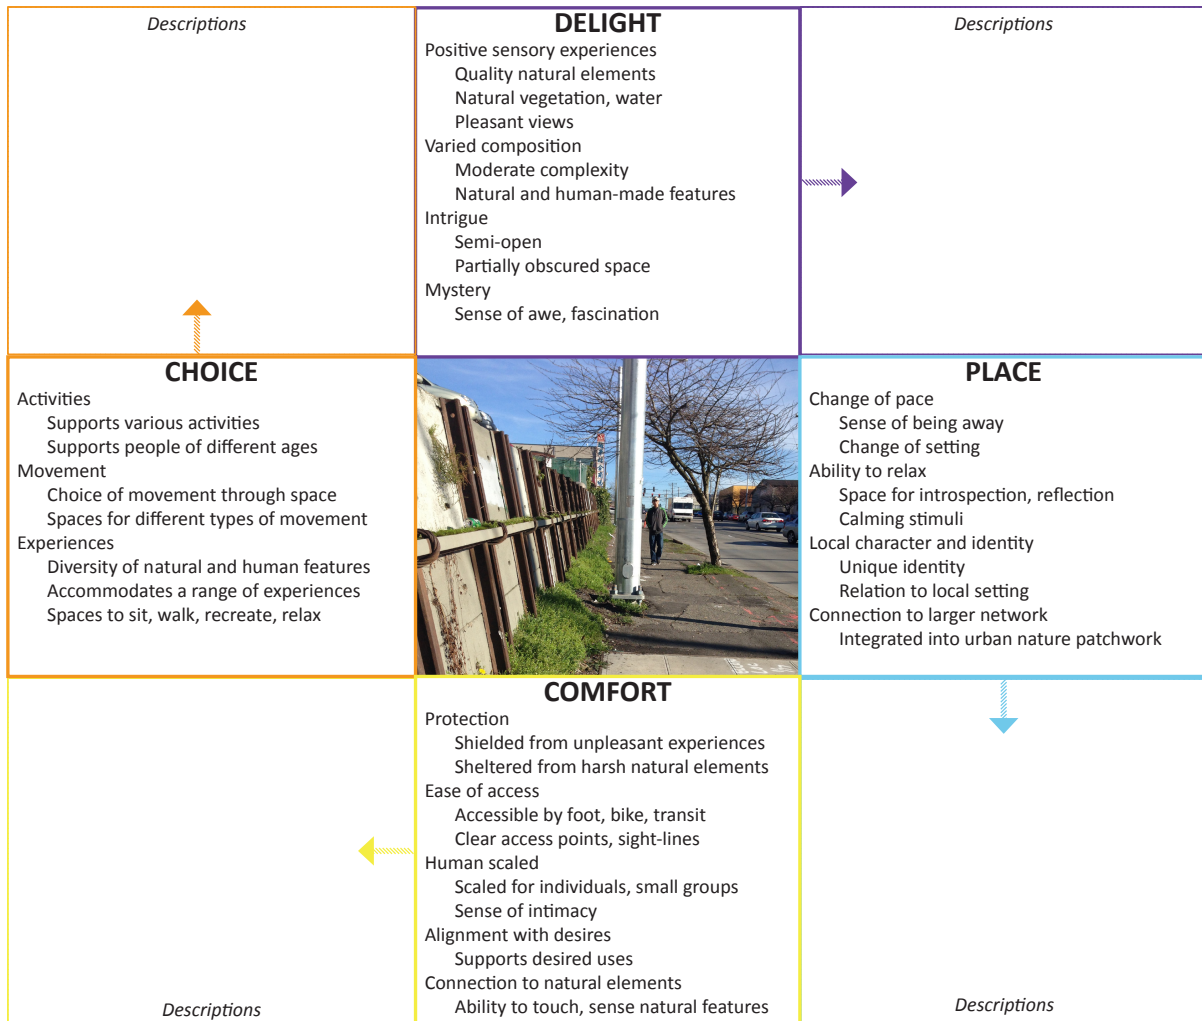 Descriptions
DELIGHT
Positive sensory experiences
Quality natural elements
Natural vegetation, water
Pleasant views
Varied composition
Moderate complexity
Natural and human-made features
Intrigue
Semi-open
Partially obscured space
Mystery
Sense of awe, fascination
Descriptions
CHOICE
Activities
Supports various activities
Supports people of different ages
Movement
Choice of movement through space
Spaces for different types of movement
Experiences
Diversity of natural and human features
Accommodates a range of experiences
Spaces to sit, walk, recreate, relax
PLACE
Change of pace
Sense of being away
Change of setting
Ability to relax
Space for introspection, reflection
Calming stimuli
Local character and identity
Unique identity
Relation to local setting
Connection to larger network
Integrated into urban nature patchwork
Descriptions
COMFORT
Protection
Shielded from unpleasant experiences
Sheltered from harsh natural elements
Ease of access
Accessible by foot, bike, transit
Clear access points, sight-lines
Human scaled
Scaled for individuals, small groups
Sense of intimacy
Alignment with desires
Supports desired uses
Connection to natural elements
Ability to touch, sense natural features
Descriptions